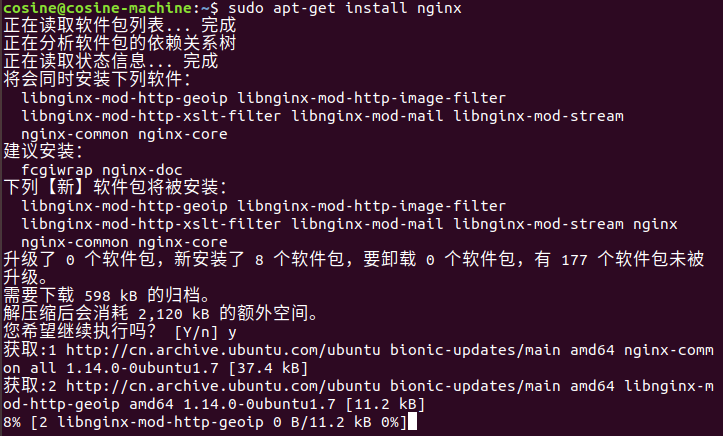 cosine@cosine-machine:~$ sudo apt-get install nginx
正在读取软件包列表... 完成
正在分析软件包的依赖关系树
正在读取状态信息... 完成
将会同时安装下列软件：
  libnginx-mod-http-geoip libnginx-mod-http-image-filter
  libnginx-mod-http-xslt-filter libnginx-mod-mail libnginx-mod-stream
  nginx-common nginx-core
建议安装：
  fcgiwrap nginx-doc
下列【新】软件包将被安装：
  libnginx-mod-http-geoip libnginx-mod-http-image-filter
  libnginx-mod-http-xslt-filter libnginx-mod-mail libnginx-mod-stream nginx
  nginx-common nginx-core
升级了 0 个软件包，新安装了 8 个软件包，要卸载 0 个软件包，有 177 个软件包未被
升级。
需要下载 598 kB 的归档。
解压缩后会消耗 2,120 kB 的额外空间。
您希望继续执行吗？ [Y/n] y
获取:1 http://cn.archive.ubuntu.com/ubuntu bionic-updates/main amd64 nginx-comm
on all 1.14.0-0ubuntu1.7 [37.4 kB]
获取:2 http://cn.archive.ubuntu.com/ubuntu bionic-updates/main amd64 libnginx-m
od-http-geoip amd64 1.14.0-0ubuntu1.7 [11.2 kB]
8% [2 libnginx-mod-http-geoip 0 B/11.2 kB 0%]